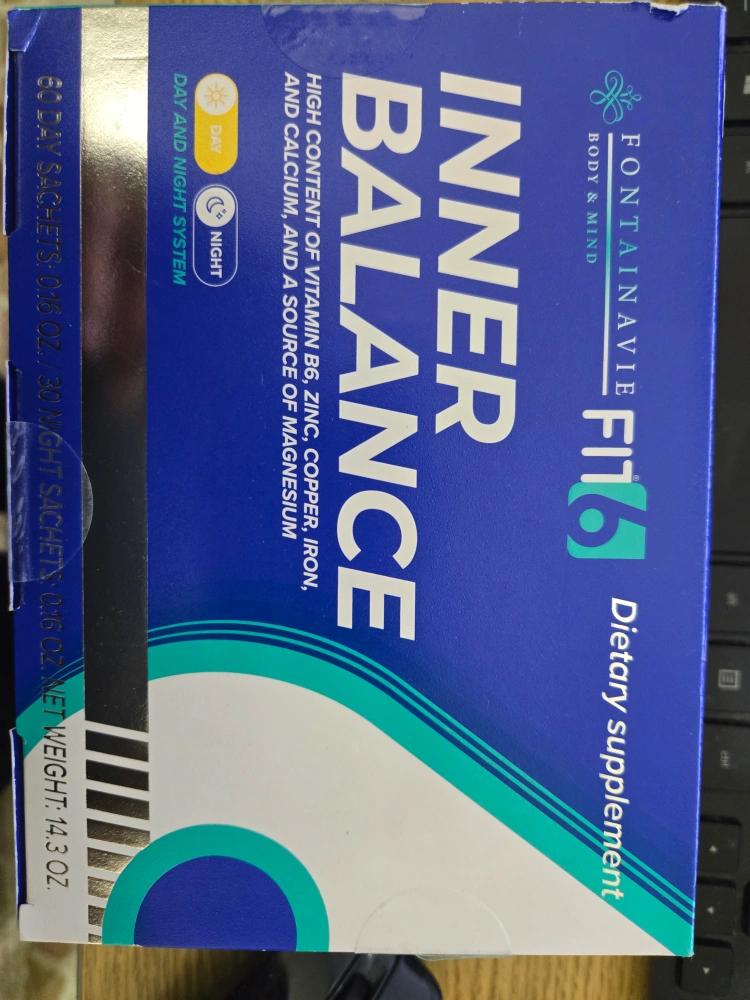 FONTAINAVIE
BODY & MIND
FIT6®
Dietary supplement
INNER
BALANCE
HIGH CONTENT OF VITAMIN B6, ZINC, COPPER, IRON,
AND CALCIUM, AND A SOURCE OF MAGNESIUM
DAY
NIGHT
DAY AND NIGHT SYSTEM
60 DAY SACHETS: 0.16 OZ. / 30 NIGHT SACHETS: 0.16 OZ. NET WEIGHT: 14.3 OZ.